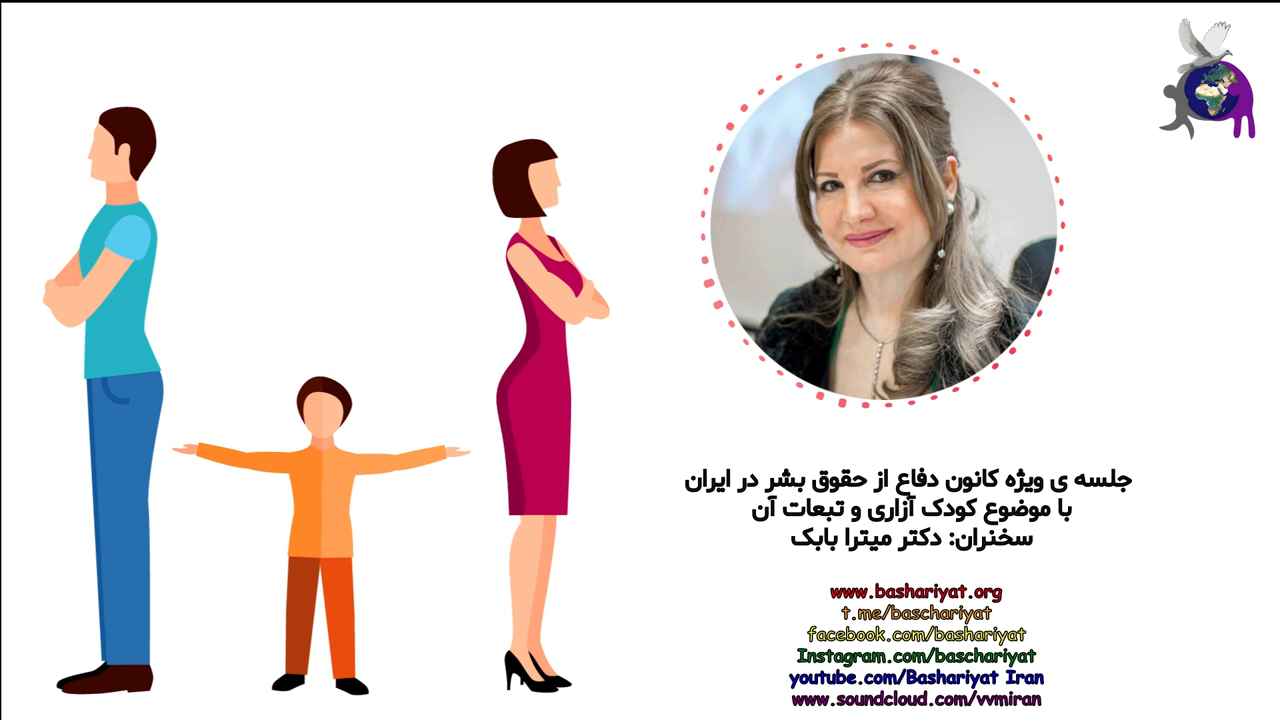 جلسه ی ویژه کانون دفاع از حقوق بشر در ایران
با موضوع کودک آزاری و تبعات آن
سخنران: دکتر میترا بابک
www.bashariyat.org
t.me/baschariyat
facebook.com/bashariyat
Instagram.com/baschariyat
youtube.com/Bashariyat Iran
www.soundcloud.com/vvmiran